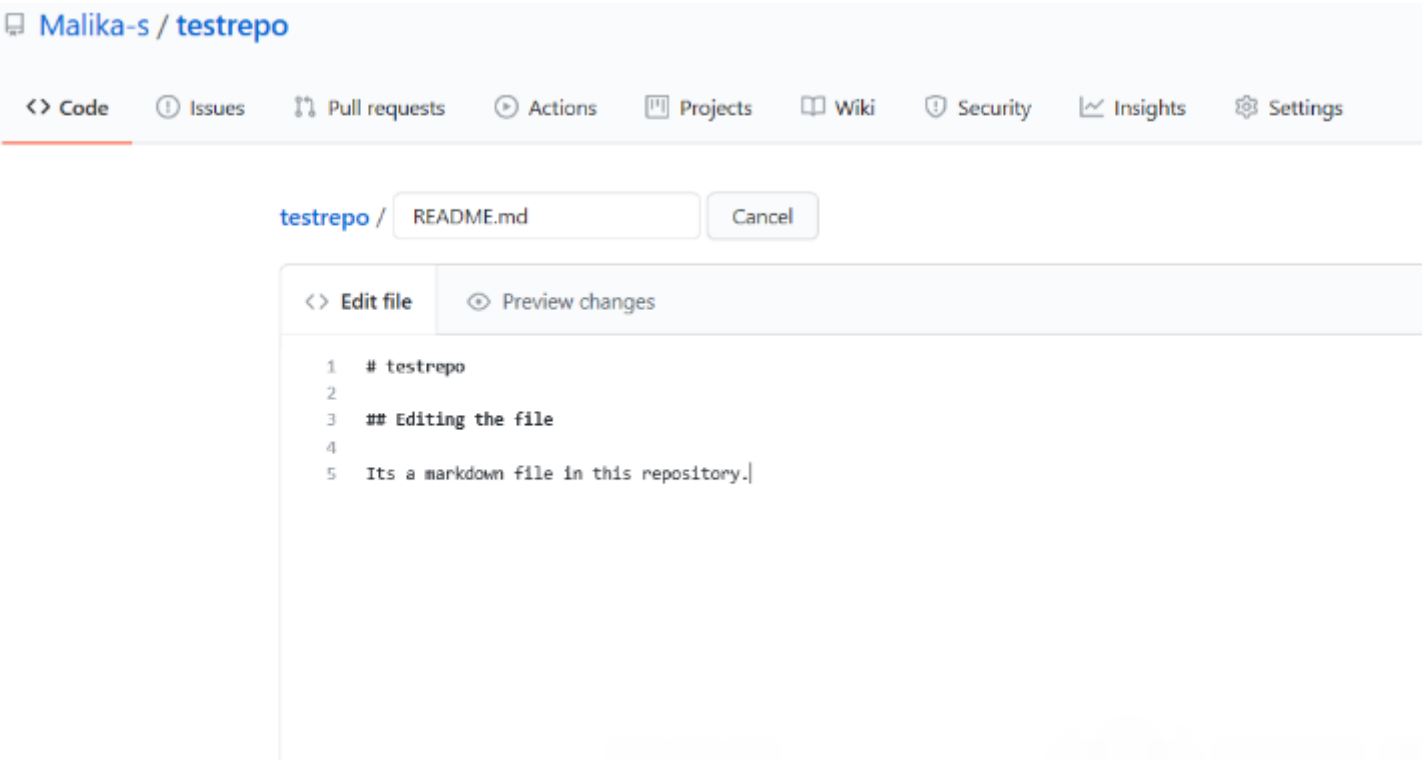 Malika-s / testrepo
<> Code Issues Pull requests Actions Projects Wiki Security Insights Settings
testrepo / README.md Cancel
<> Edit file Preview changes
1 # testrepo
2
3 ## Editing the file
4
5 Its a markdown file in this repository.